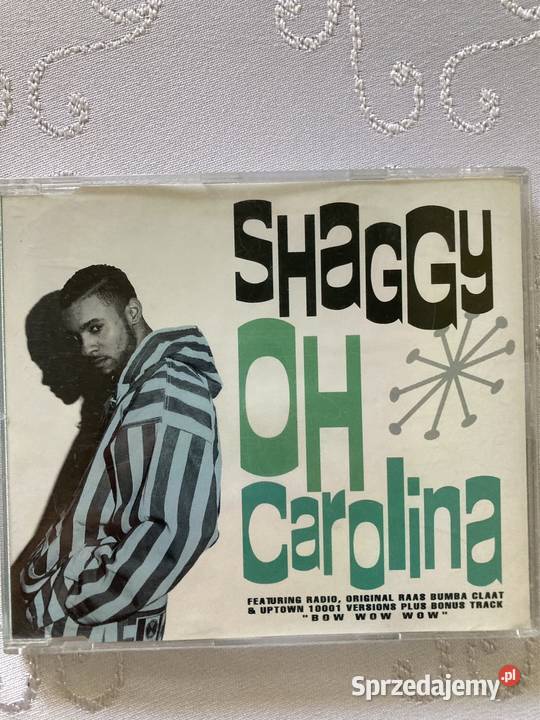 SHaGGy
OH
Carolina
FEATURING RADIO, ORIGINAL RAAS BUMBA CLAAT
& UPTOWN 10001 VERSIONS PLUS BONUS TRACK
"BOW WOW WOW"
Sprzedajemy.pl